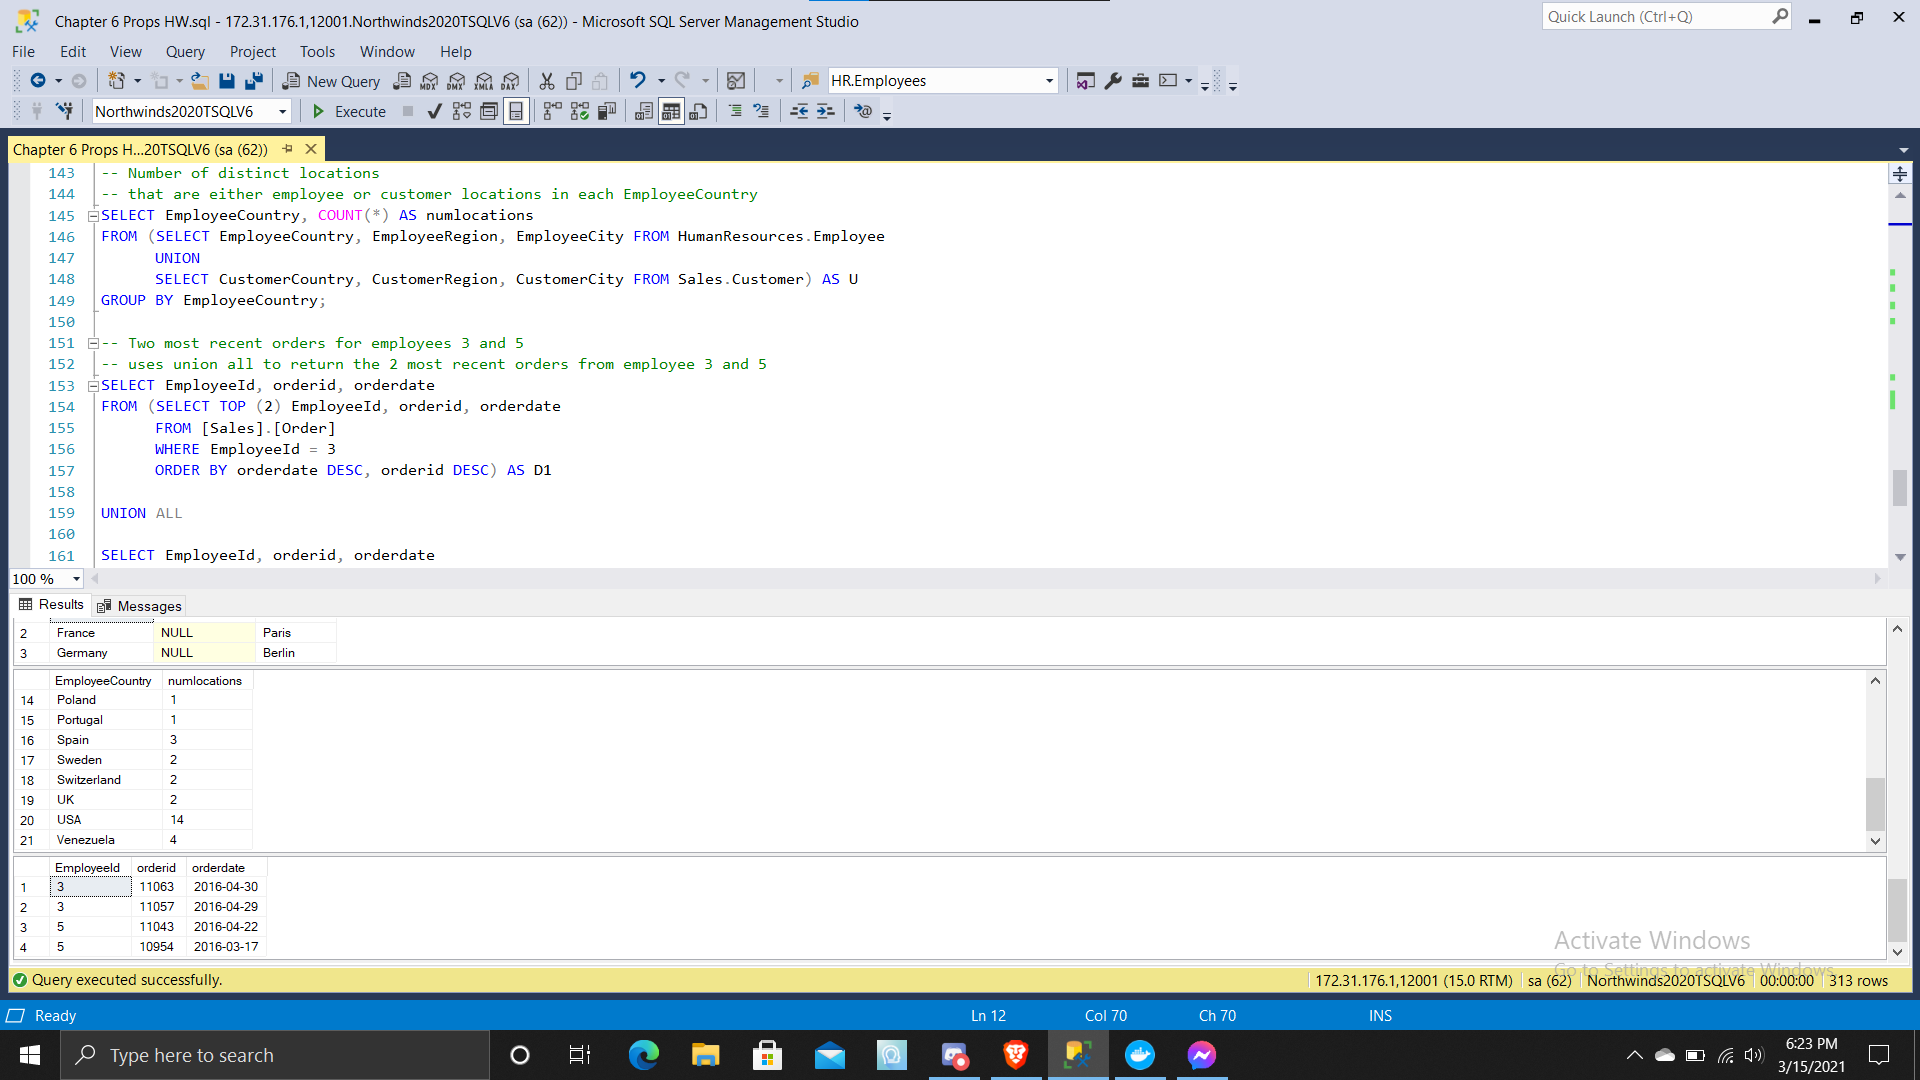 Chapter 6 Props HW.sql - 172.31.176.1,12001.Northwinds2020TSQLV6 (sa (62)) - Microsoft SQL Server Management Studio
Quick Launch (Ctrl+Q)
File Edit View Query Project Tools Window Help
New Query MDX DMX XMLA DAX HR.Employees
Northwinds2020TSQLV6 Execute
Chapter 6 Props H...20TSQLV6 (sa (62))
143 -- Number of distinct locations
144 -- that are either employee or customer locations in each EmployeeCountry
145 SELECT EmployeeCountry, COUNT(*) AS numlocations
146 FROM (SELECT EmployeeCountry, EmployeeRegion, EmployeeCity FROM HumanResources.Employee
147 UNION
148 SELECT CustomerCountry, CustomerRegion, CustomerCity FROM Sales.Customer) AS U
149 GROUP BY EmployeeCountry;
150
151 -- Two most recent orders for employees 3 and 5
152 -- uses union all to return the 2 most recent orders from employee 3 and 5
153 SELECT EmployeeId, orderid, orderdate
154 FROM (SELECT TOP (2) EmployeeId, orderid, orderdate
155 FROM [Sales].[Order]
156 WHERE EmployeeId = 3
157 ORDER BY orderdate DESC, orderid DESC) AS D1
158
159 UNION ALL
160
161 SELECT EmployeeId, orderid, orderdate
100 %
Results Messages
2 France NULL Paris
3 Germany NULL Berlin
EmployeeCountry numlocations
14 Poland 1
15 Portugal 1
16 Spain 3
17 Sweden 2
18 Switzerland 2
19 UK 2
20 USA 14
21 Venezuela 4
EmployeeId orderid orderdate
1 3 11063 2016-04-30
2 3 11057 2016-04-29
3 5 11043 2016-04-22
4 5 10954 2016-03-17
Activate Windows
Go to Settings to activate Windows.
Query executed successfully. 172.31.176.1,12001 (15.0 RTM) sa (62) Northwinds2020TSQLV6 00:00:00 313 rows
Ready Ln 12 Col 70 Ch 70 INS
Type here to search
6:23 PM
3/15/2021